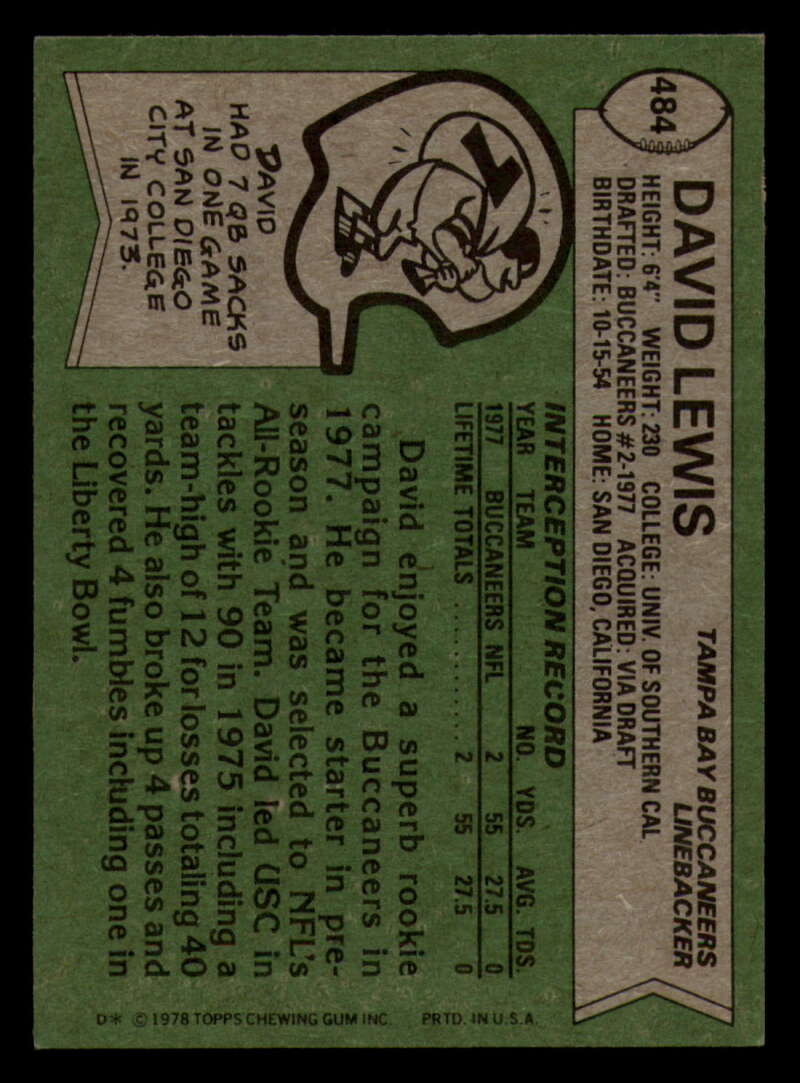 484
DAVID LEWIS
TAMPA BAY BUCCANEERS
LINEBACKER
HEIGHT: 6'4" WEIGHT: 230 COLLEGE: UNIV. OF SOUTHERN CAL
DRAFTED: BUCCANEERS #2-1977 ACQUIRED: VIA DRAFT
BIRTHDATE: 10-15-54 HOME: SAN DIEGO, CALIFORNIA
INTERCEPTION RECORD
YEAR TEAM NO. YDS. AVG. TDS.
1977 BUCCANEERS NFL 2 55 27.5 0
LIFETIME TOTALS .......... 2 55 27.5 0
David enjoyed a superb rookie
campaign for the Buccaneers in
1977. He became starter in pre-
season and was selected to NFL's
All-Rookie Team. David led USC in
tackles with 90 in 1975 including a
team-high of 12 for losses totaling 40
yards. He also broke up 4 passes and
recovered 4 fumbles including one in
the Liberty Bowl.
7
DAVID
HAD 7 QB SACKS
IN ONE GAME
AT SAN DIEGO
CITY COLLEGE
IN 1973.
D* © 1978 TOPPS CHEWING GUM INC. PRTD. IN U.S.A.